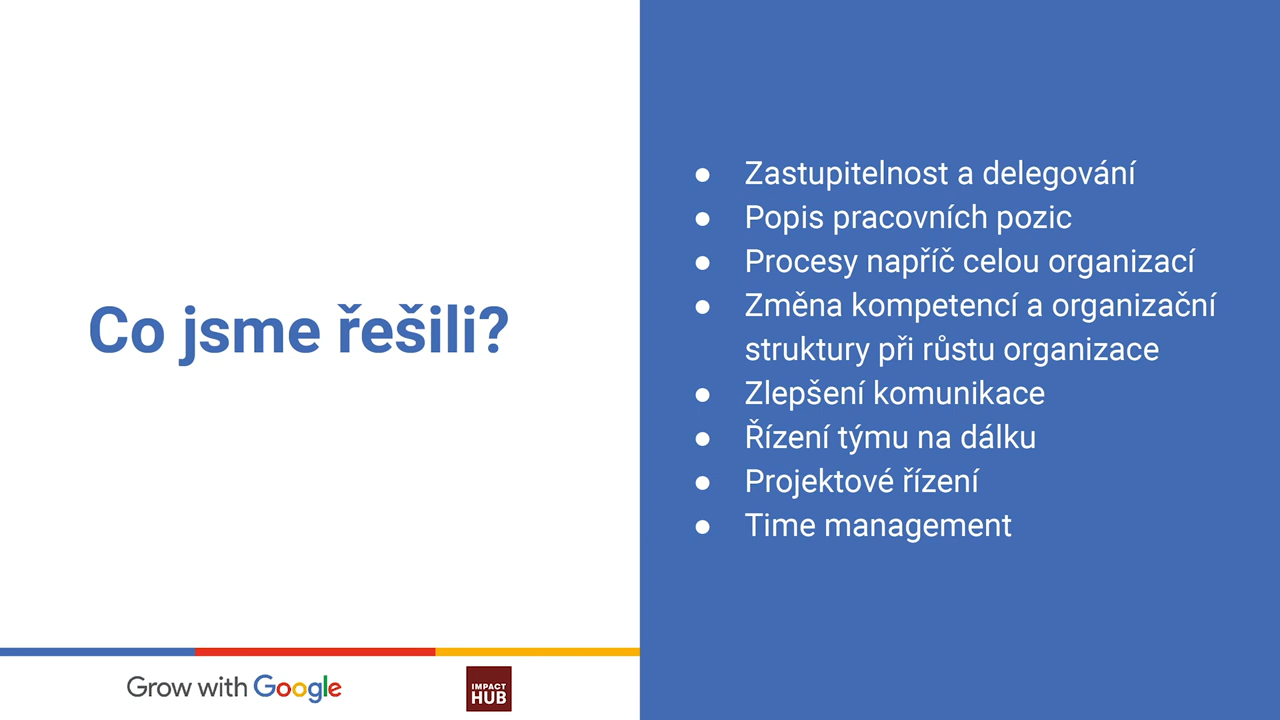 Co jsme řešili?
● Zastupitelnost a delegování
● Popis pracovních pozic
● Procesy napříč celou organizací
● Změna kompetencí a organizační
struktury při růstu organizace
● Zlepšení komunikace
● Řízení týmu na dálku
● Projektové řízení
● Time management
Grow with Google
IMPACT
HUB